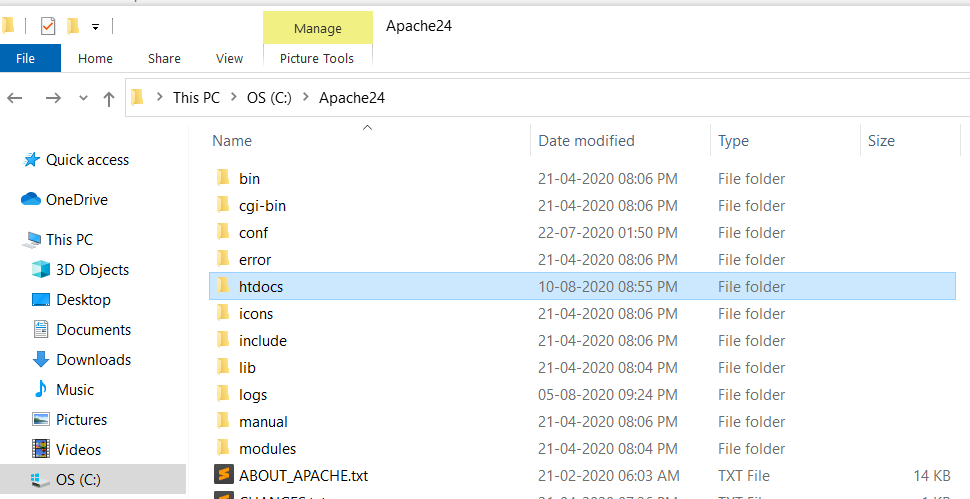 Manage
Apache24
File
Home
Share
View
Picture Tools
This PC
OS (C:)
Apache24
Name
Date modified
Type
Size
Quick access
OneDrive
This PC
3D Objects
Desktop
Documents
Downloads
Music
Pictures
Videos
OS (C:)
bin 21-04-2020 08:06 PM File folder
cgi-bin 21-04-2020 08:06 PM File folder
conf 22-07-2020 01:50 PM File folder
error 21-04-2020 08:06 PM File folder
htdocs 10-08-2020 08:55 PM File folder
icons 21-04-2020 08:06 PM File folder
include 21-04-2020 08:06 PM File folder
lib 21-04-2020 08:04 PM File folder
logs 05-08-2020 09:24 PM File folder
manual 21-04-2020 08:06 PM File folder
modules 21-04-2020 08:04 PM File folder
ABOUT_APACHE.txt 21-02-2020 06:03 AM TXT File 14 KB